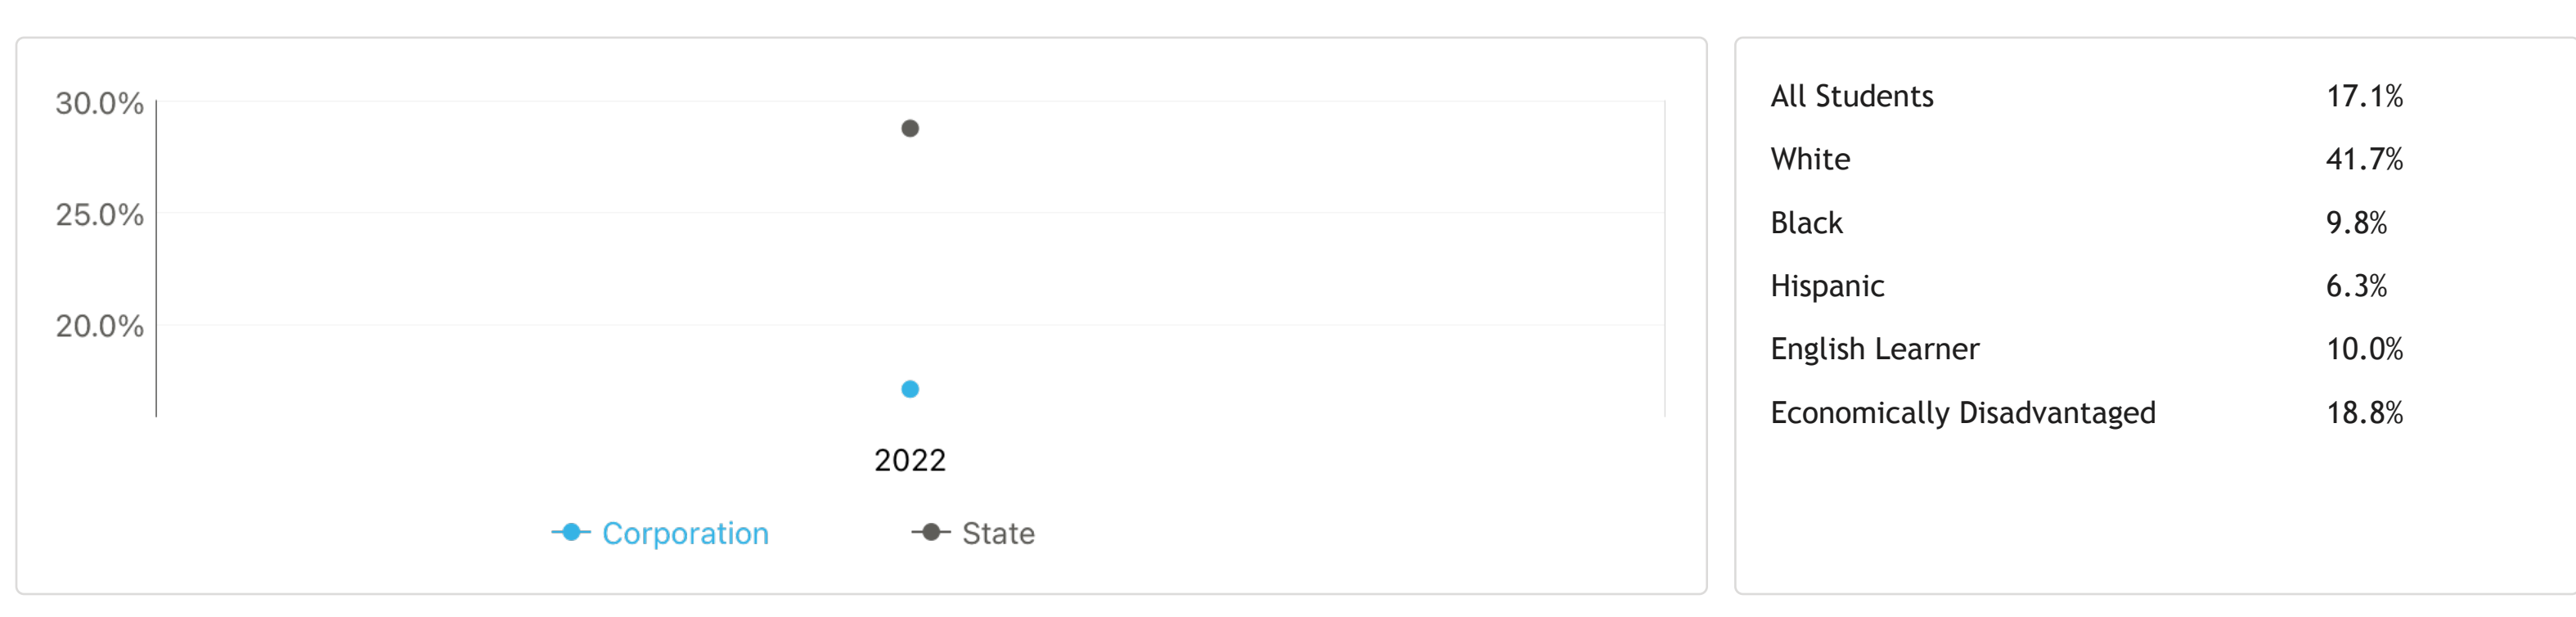 30.0%
25.0%
20.0%
2022
Corporation State
All Students 17.1%
White 41.7%
Black 9.8%
Hispanic 6.3%
English Learner 10.0%
Economically Disadvantaged 18.8%